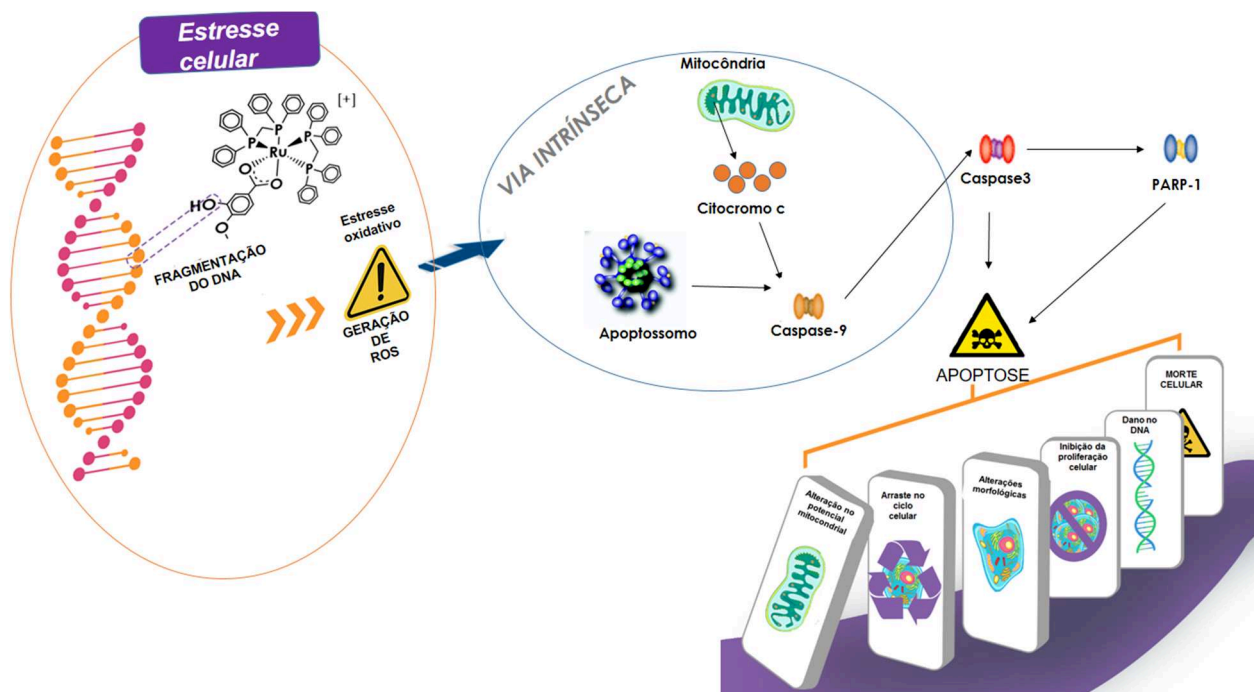 Estresse
celular
[+]
P
P
P
P
Ru
O
O
HO
O
FRAGMENTAÇÃO
DO DNA
Estresse
oxidativo
GERAÇÃO
DE
ROS
VIA INTRÍNSECA
Mitocôndria
Citocromo c
Apoptossomo
Caspase-9
Caspase3
PARP-1
APOPTOSE
Alteração no
potencial
mitocondrial
Arraste no
ciclo
celular
Alterações
morfológicas
Inibição da
proliferação
celular
Dano no
DNA
MORTE
CELULAR